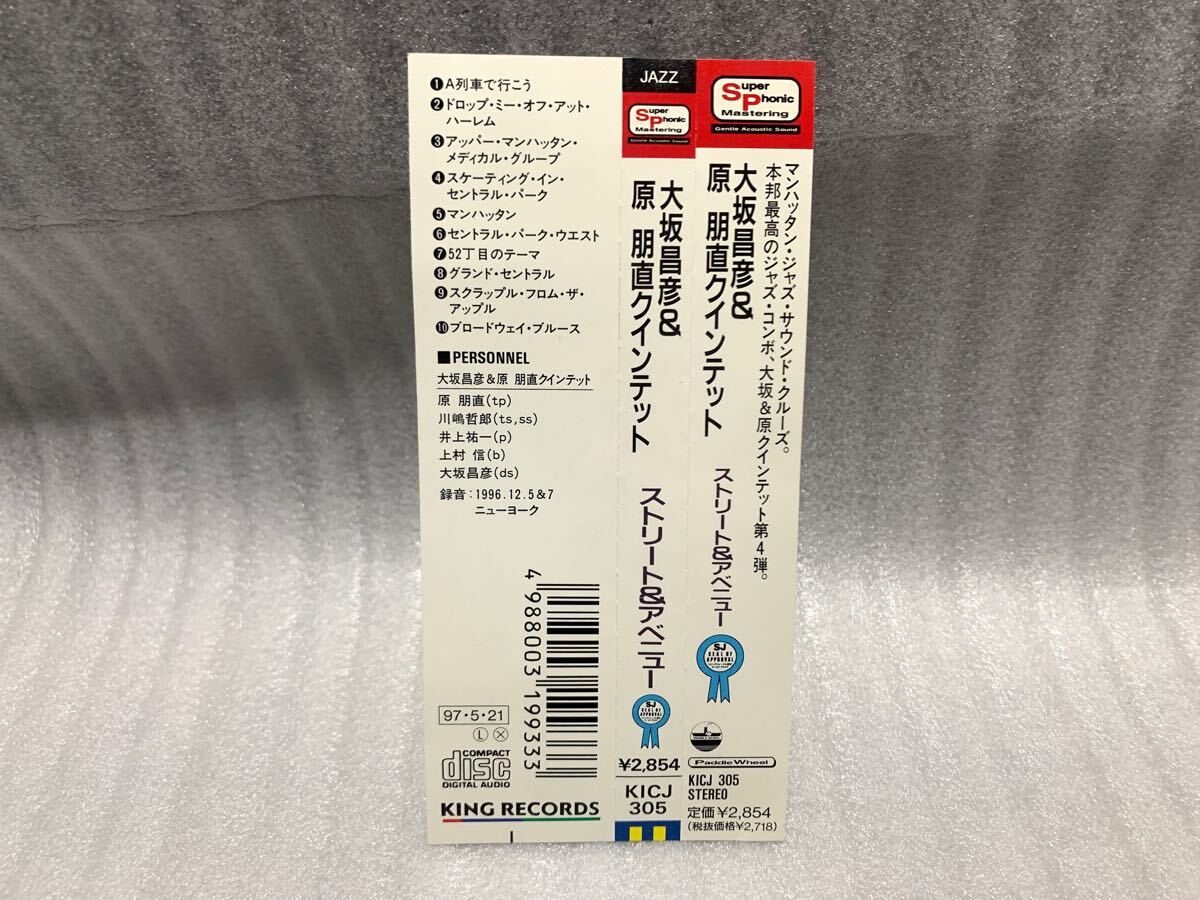 ❶A列車で行こう
❷ドロップ・ミー・オフ・アット・
ハーレム
❸アッパー・マンハッタン・
メディカル・グループ
❹スケーティング・イン・
セントラル・パーク
❺マンハッタン
❻セントラル・パーク・ウエスト
❼52丁目のテーマ
❽グランド・セントラル
❾スクラップル・フロム・ザ・
アップル
❿ブロードウェイ・ブルース
■PERSONNEL
大坂昌彦&原 朋直クインテット
原 朋直(tp)
川嶋哲郎(ts,ss)
井上祐一(p)
上村 信(b)
大坂昌彦(ds)
録音:1996.12.5&7
ニューヨーク
4988003199333
97・5・21
Ⓛ Ⓧ
COMPACT
disc
DIGITAL AUDIO
KING RECORDS
JAZZ
Super
Phonic
Mastering
Gentle Acoustic Sound
大坂昌彦&
原 朋直クインテット
ストリート&アベニュー
SJ
SEAL OF
APPROVAL
¥2,854
KICJ
305
Super
Phonic
Mastering
Gentle Acoustic Sound
マンハッタン・ジャズ・サウンド・クルーズ。
本邦最高のジャズ・コンボ、大坂&原クインテット第4弾。
大坂昌彦&
原 朋直クインテット
ストリート&アベニュー
SJ
SEAL OF
APPROVAL
Paddle Wheel
KICJ 305
STEREO
定価¥2,854
(税抜価格¥2,718)